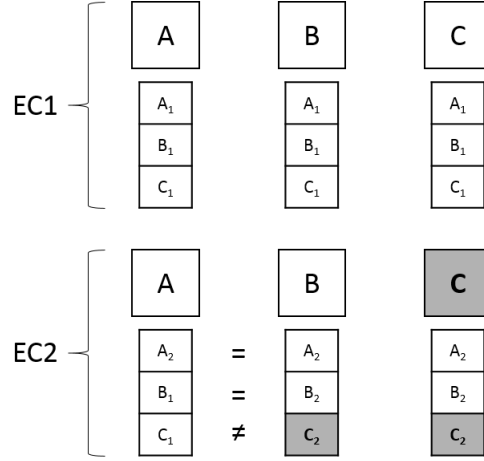 A B C
EC1
A₁ A₁ A₁
B₁ B₁ B₁
C₁ C₁ C₁
A B C
EC2
A₂ = A₂ A₂
B₁ = B₂ B₂
C₁ ≠ C₂ C₂